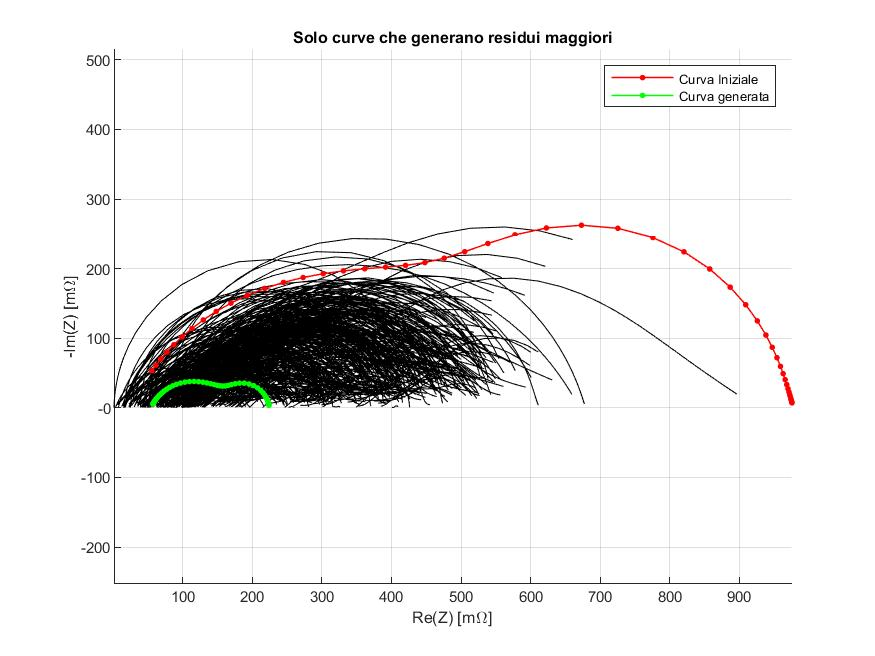 Solo curve che generano residui maggiori
Curva Iniziale
Curva generata
500
400
300
200
100
-0
-100
-200
-Im(Z) [mΩ]
100 200 300 400 500 600 700 800 900
Re(Z) [mΩ]